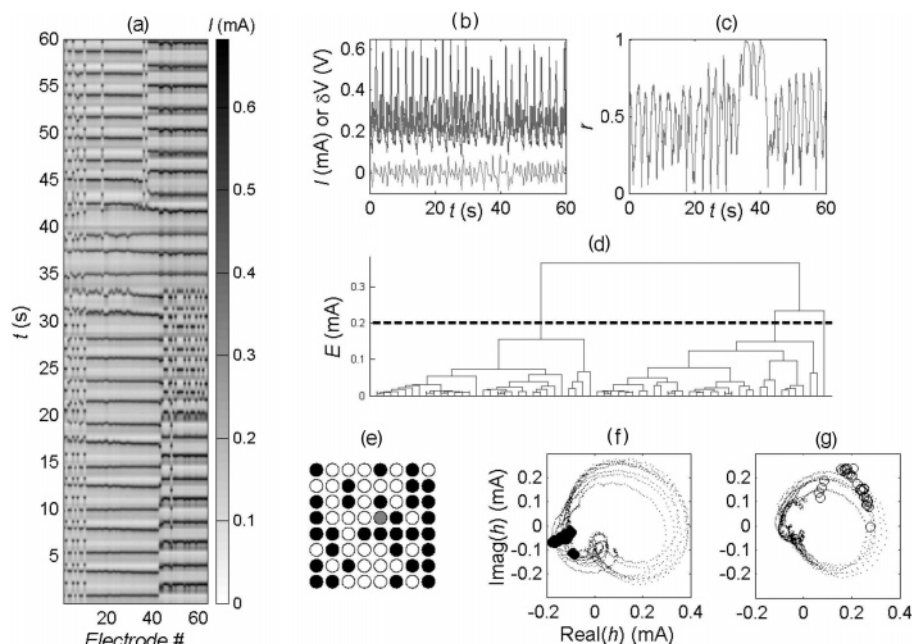 (a)
I (mA)
60
55
50
45
40
35
30
25
20
15
10
5
t (s)
0 20 40 60
Electrode #
0.6
0.5
0.4
0.3
0.2
0.1
0
(b)
I (mA) or δV (V)
0.6
0.4
0.2
0
0 20 40 60
t (s)
(c)
r
1
0.5
0
0 20 40 60
t (s)
(d)
E (mA)
0.3
0.2
0.1
0
(e)
(f)
Imag(h) (mA)
0.2
0.1
0
-0.1
-0.2
-0.2 0 0.2 0.4
Real(h) (mA)
(g)
0.2
0.1
0
-0.1
-0.2
-0.2 0 0.2 0.4